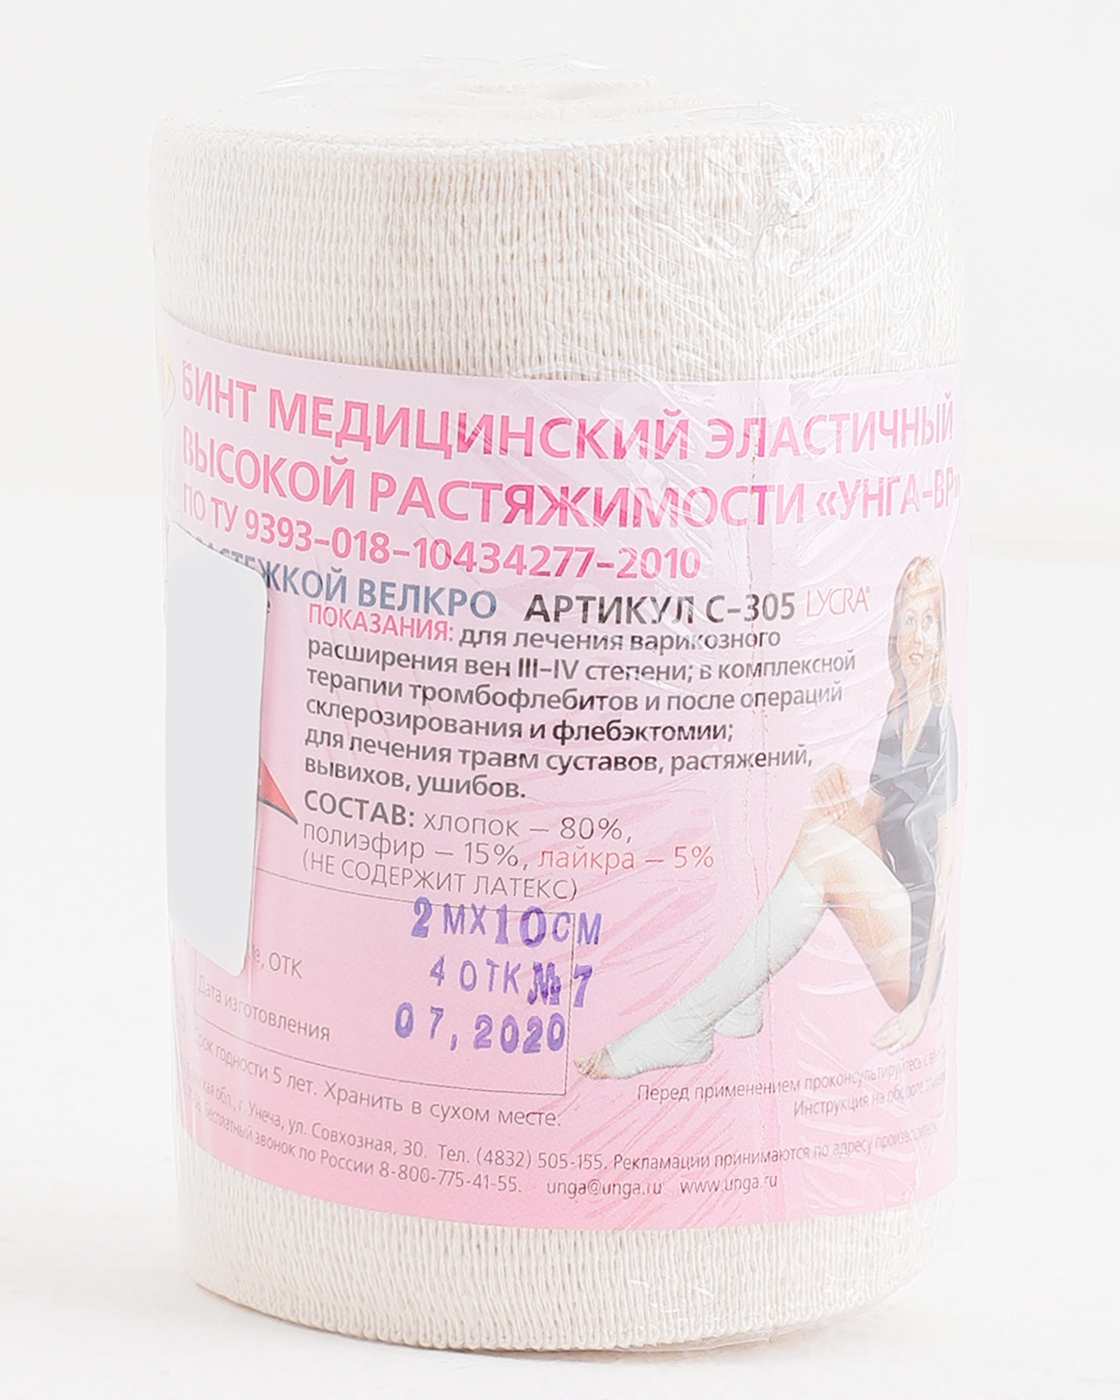 БИНТ МЕДИЦИНСКИЙ ЭЛАСТИЧНЫЙ
ВЫСОКОЙ РАСТЯЖИМОСТИ «УНГА-ВР»
ПО ТУ 9393-018-10434277-2010
ЗАСТЕЖКОЙ ВЕЛКРО АРТИКУЛ С-305 LYCRA®
ПОКАЗАНИЯ: для лечения варикозного
расширения вен III-IV степени; в комплексной
терапии тромбофлебитов и после операций
склерозирования и флебэктомии;
для лечения травм суставов, растяжений,
вывихов, ушибов.
СОСТАВ: хлопок – 80%,
полиэфир – 15%, лайкра – 5%
(НЕ СОДЕРЖИТ ЛАТЕКС)
2 МХ10СМ
№, ОТК 4 ОТК № 7
Дата изготовления 07,2020
Срок годности 5 лет. Хранить в сухом месте.
Перед применением проконсультируйтесь с
Инструкция на обороте
обл., г. Унеча, ул. Совхозная, 30. Тел. (4832) 505-155. Рекламации принимаются по адресу производителя
бесплатный звонок по России 8-800-775-41-55. unga@unga.ru www.unga.ru